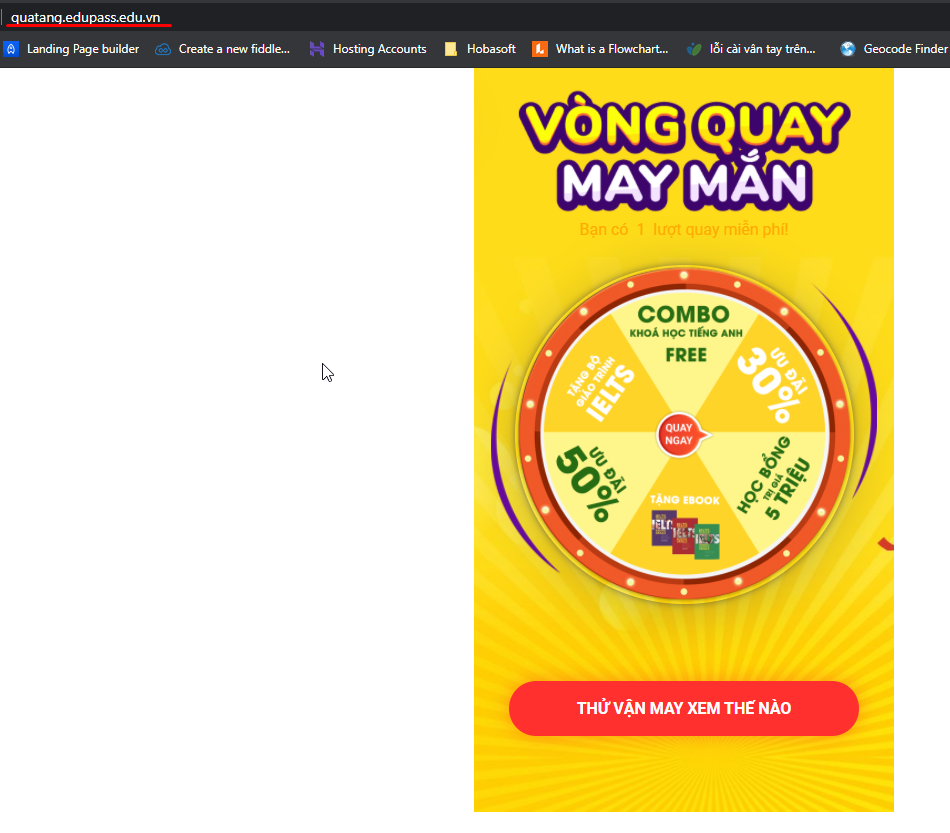 quatang.edupass.edu.vn
Landing Page builder
Create a new fiddle...
Hosting Accounts
Hobasoft
What is a Flowchart...
lỗi cài vân tay trên...
Geocode Finder
VÒNG QUAY
MAY MẮN
Bạn có 1 lượt quay miễn phí!
COMBO
KHOÁ HỌC TIẾNG ANH
FREE
ƯU ĐÃI
30%
HỌC BỔNG
TRỊ GIÁ
5 TRIỆU
TẶNG EBOOK
IELTS
IELTS
IELTS
ƯU ĐÃI
50%
TẶNG BỘ
GIÁO TRÌNH
IELTS
QUAY
NGAY
THỬ VẬN MAY XEM THẾ NÀO